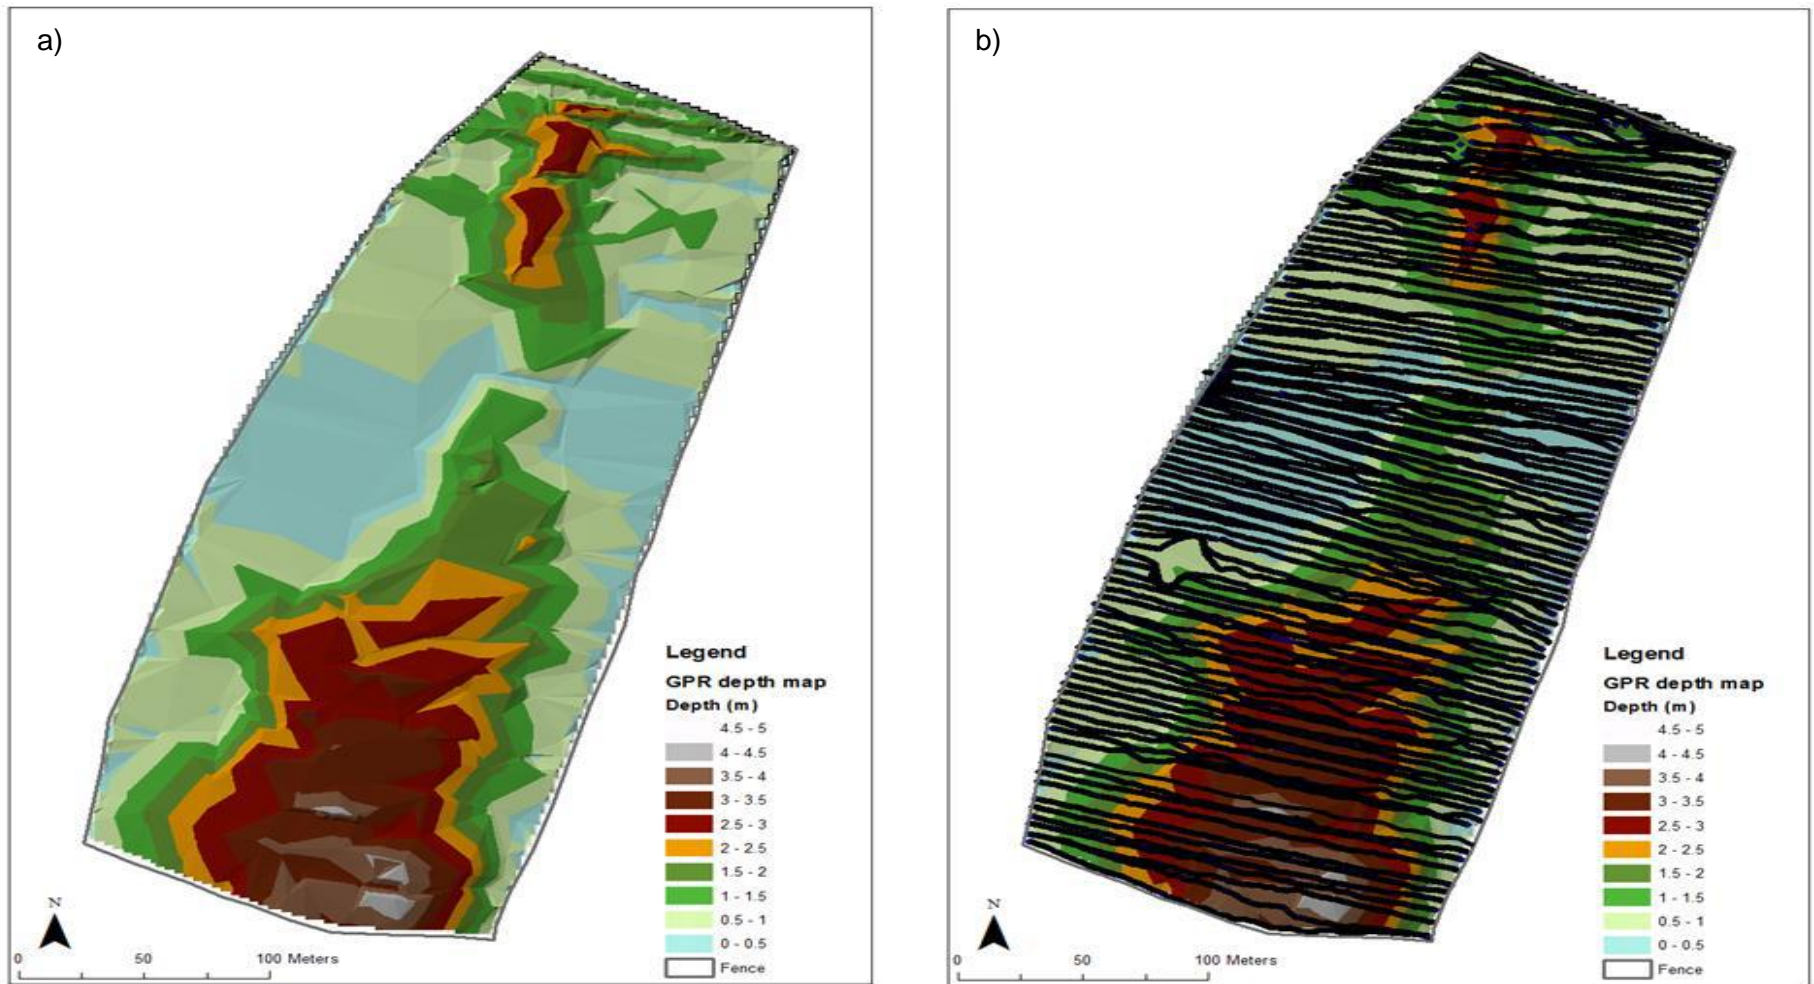 a)
Legend
GPR depth map
Depth (m)
4.5 - 5
4 - 4.5
3.5 - 4
3 - 3.5
2.5 - 3
2 - 2.5
1.5 - 2
1 - 1.5
0.5 - 1
0 - 0.5
Fence
N
0 50 100 Meters
b)
Legend
GPR depth map
Depth (m)
4.5 - 5
4 - 4.5
3.5 - 4
3 - 3.5
2.5 - 3
2 - 2.5
1.5 - 2
1 - 1.5
0.5 - 1
0 - 0.5
Fence
N
0 50 100 Meters